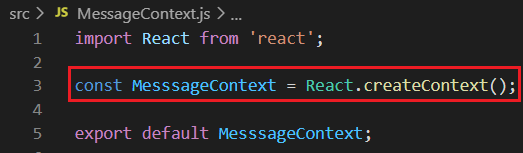 src > JS MessageContext.js > ...
1 import React from 'react';
2
3 const MesssageContext = React.createContext();
4
5 export default MesssageContext;